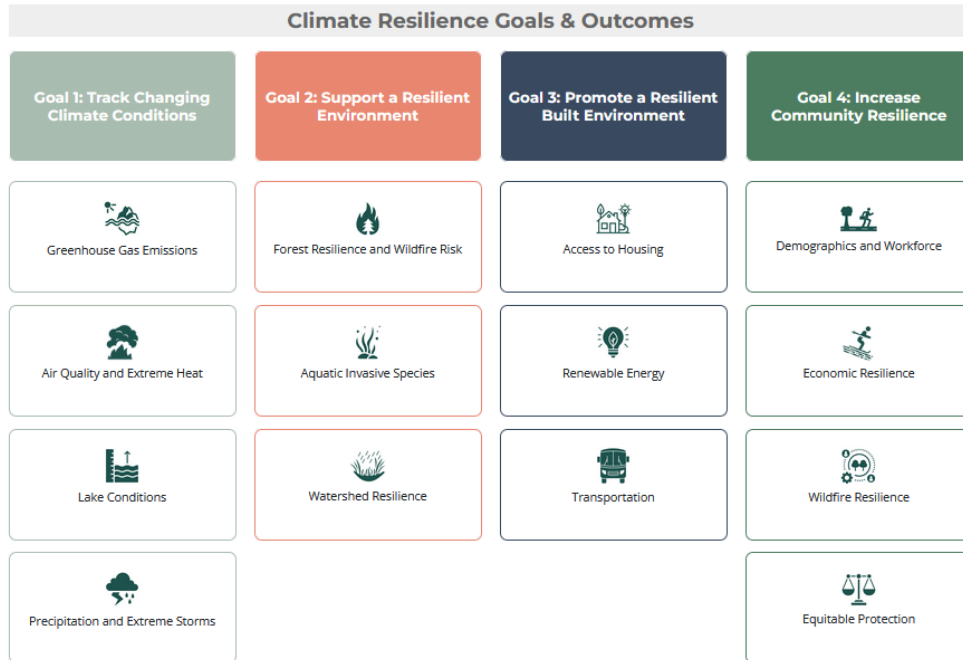 Climate Resilience Goals & Outcomes
Goal 1: Track Changing
Climate Conditions
Goal 2: Support a Resilient
Environment
Goal 3: Promote a Resilient
Built Environment
Goal 4: Increase
Community Resilience
Greenhouse Gas Emissions
Forest Resilience and Wildfire Risk
Access to Housing
Demographics and Workforce
Air Quality and Extreme Heat
Aquatic Invasive Species
Renewable Energy
Economic Resilience
Lake Conditions
Watershed Resilience
Transportation
Wildfire Resilience
Precipitation and Extreme Storms
Equitable Protection